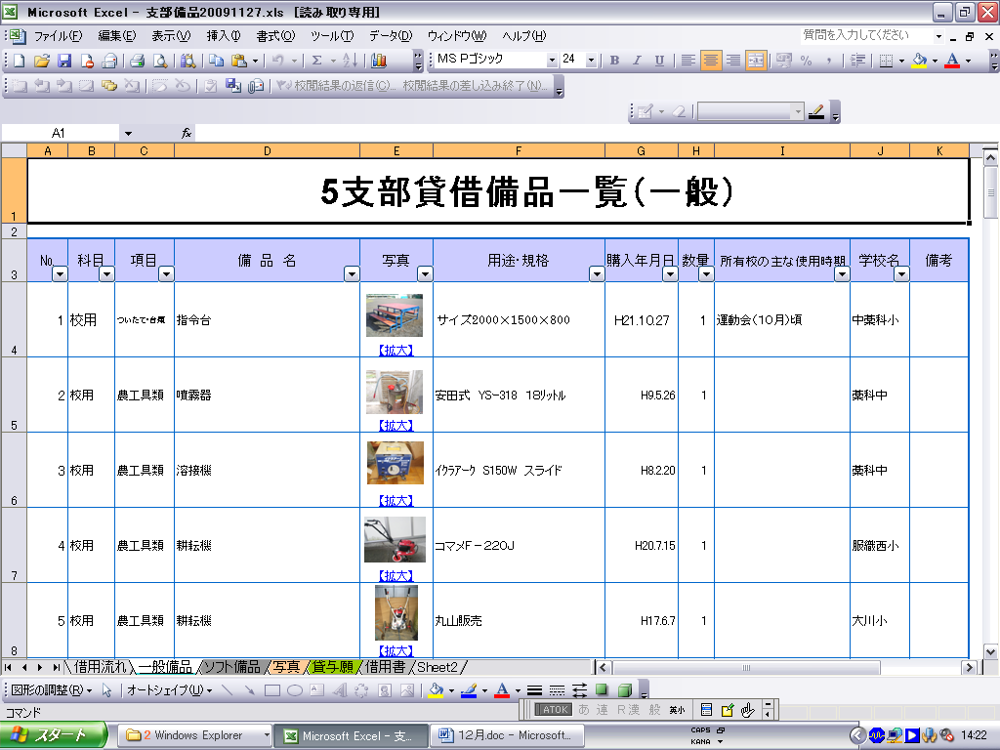 Microsoft Excel - 支部備品20091127.xls [読み取り専用]
ファイル(F) 編集(E) 表示(V) 挿入(I) 書式(O) ツール(T) データ(D) ウィンドウ(W) ヘルプ(H) 質問を入力してください
MS Pゴシック 24 B I U
校閲結果の返信(C)... 校閲結果の差し込み終了(N)...
A1 fx
A B C D E F G H I J K
1 5支部貸借備品一覧(一般)
2
3 No. 科目 項目 備 品 名 写真 用途・規格 購入年月日 数量 所有校の主な使用時期 学校名 備考
4 1 校用 ついたて・台類 指令台 【拡大】 サイズ2000×1500×800 H21.10.27 1 運動会(10月)頃 中藁科小
5 2 校用 農工具類 噴霧器 【拡大】 安田式 YS-318 18リットル H9.5.26 1 藁科中
6 3 校用 農工具類 溶接機 【拡大】 イクラアーク S150W スライド H8.2.20 1 藁科中
7 4 校用 農工具類 耕耘機 【拡大】 コマメF-220J H20.7.15 1 服織西小
8 5 校用 農工具類 耕耘機 【拡大】 丸山販売 H17.6.7 1 大川小
借用流れ 一般備品 ソフト備品 写真 貸与願 借用書 Sheet2
図形の調整(R) オートシェイプ(U)
コマンド ATOK あ 連 R漢 般 英小
スタート 2 Windows Explorer Microsoft Excel - 支... 12月.doc - Microsoft... CAPS KANA 14:22